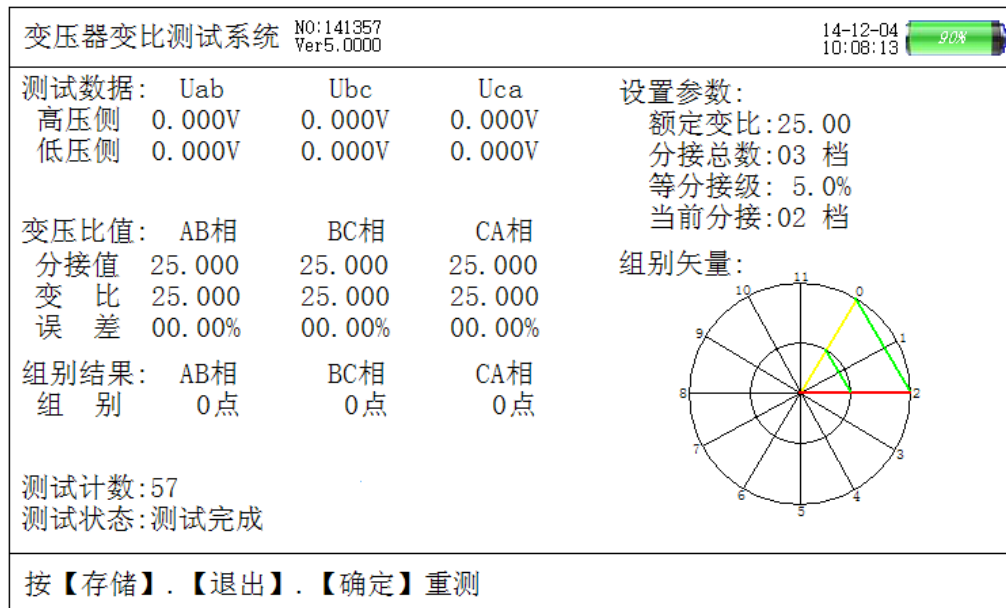 变压器变比测试系统 NO:141357
Ver5.0000
14-12-04
10:08:13
90%
测试数据: Uab Ubc Uca
高压侧 0.000V 0.000V 0.000V
低压侧 0.000V 0.000V 0.000V
变压比值: AB相 BC相 CA相
分接值 25.000 25.000 25.000
变 比 25.000 25.000 25.000
误 差 00.00% 00.00% 00.00%
组别结果: AB相 BC相 CA相
组 别 0点 0点 0点
测试计数:57
测试状态:测试完成
设置参数:
额定变比:25.00
分接总数:03 档
等分接级: 5.0%
当前分接:02 档
组别矢量:
11
10 0
9 1
8 2
7 3
6 4
5
按【存储】.【退出】.【确定】重测